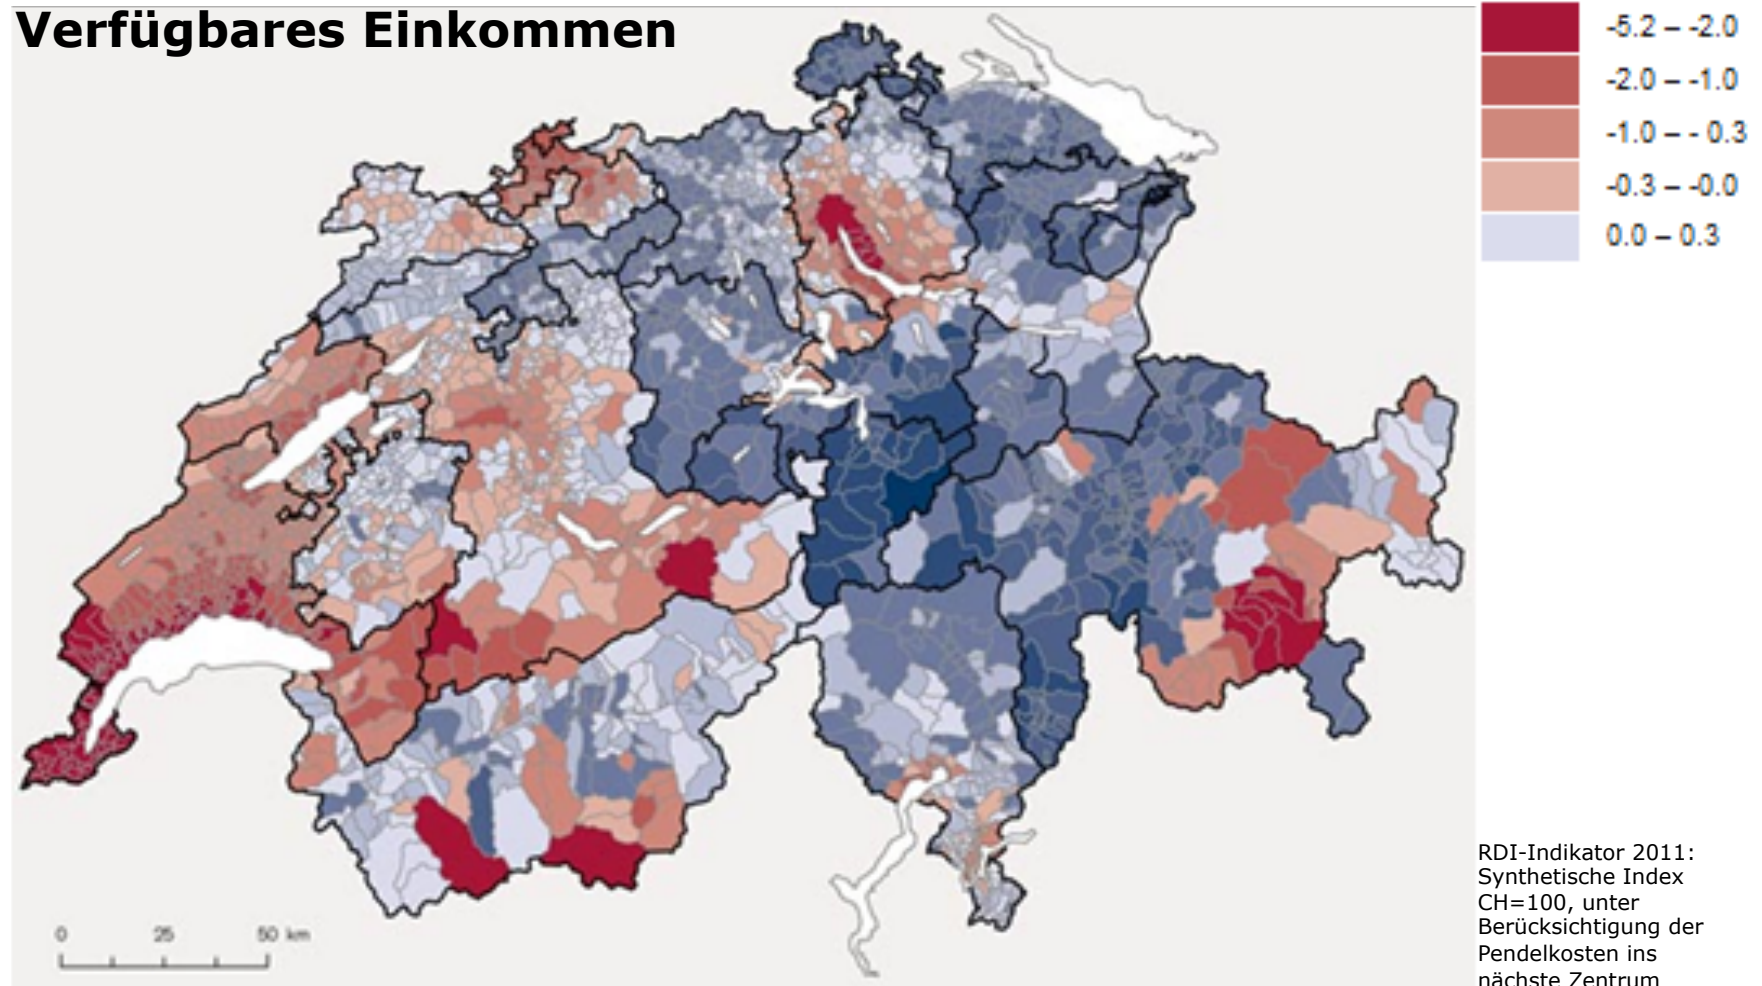 Verfügbares Einkommen
-5.2 – -2.0
-2.0 – -1.0
-1.0 – - 0.3
-0.3 – -0.0
0.0 – 0.3
0 25 50 km
RDI-Indikator 2011:
Synthetische Index
CH=100, unter
Berücksichtigung der
Pendelkosten ins
nächste Zentrum